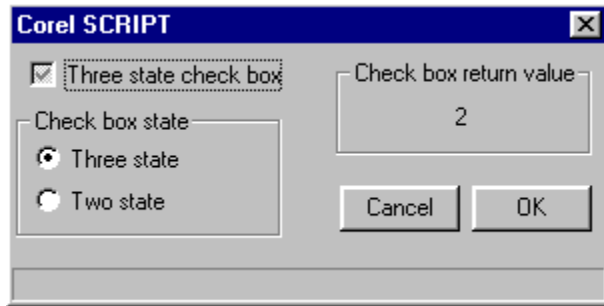 Corel SCRIPT
Three state check box
Check box return value
2
Check box state
Three state
Two state
Cancel
OK